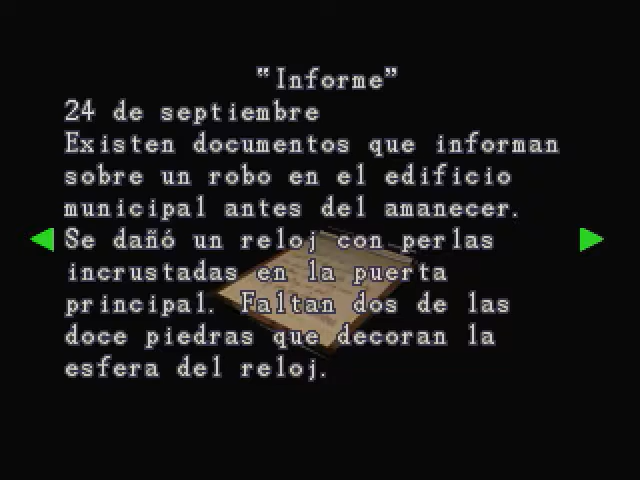 "Informe"
24 de septiembre
Existen documentos que informan
sobre un robo en el edificio
municipal antes del amanecer.
Se dañó un reloj con perlas
incrustadas en la puerta
principal. Faltan dos de las
doce piedras que decoran la
esfera del reloj.